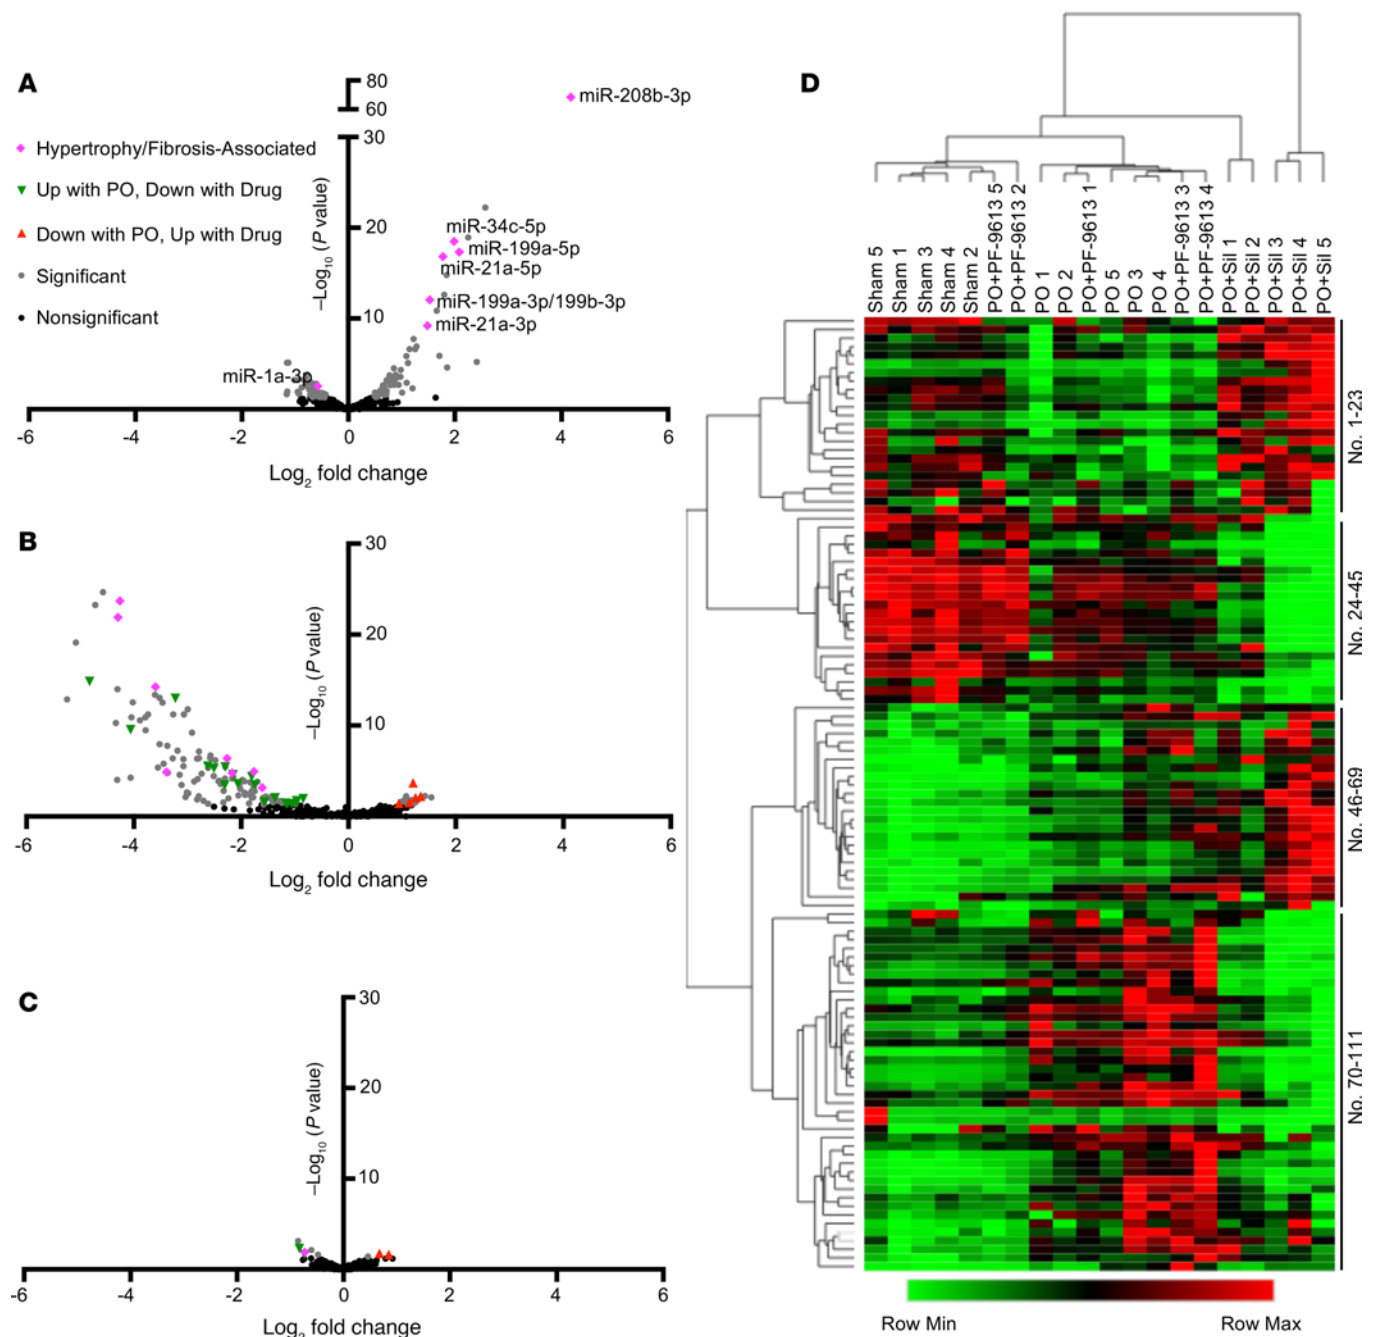 A
80
60
30
20
10
–Log10 (P value)
Hypertrophy/Fibrosis-Associated
Up with PO, Down with Drug
Down with PO, Up with Drug
Significant
Nonsignificant
miR-208b-3p
miR-34c-5p
miR-199a-5p
miR-21a-5p
miR-199a-3p/199b-3p
miR-21a-3p
miR-1a-3p
-6 -4 -2 0 2 4 6
Log2 fold change
B
30
20
10
–Log10 (P value)
-6 -4 -2 0 2 4 6
Log2 fold change
C
30
20
10
–Log10 (P value)
-6 -4 -2 0 2 4 6
Log2 fold change
D
Sham 5
Sham 1
Sham 3
Sham 4
Sham 2
PO+PF-9613 5
PO+PF-9613 2
PO 1
PO 2
PO+PF-9613 1
PO 5
PO 3
PO 4
PO+PF-9613 3
PO+PF-9613 4
PO+Sil 1
PO+Sil 2
PO+Sil 3
PO+Sil 4
PO+Sil 5
No. 1-23
No. 24-45
No. 46-69
No. 70-111
Row Min
Row Max